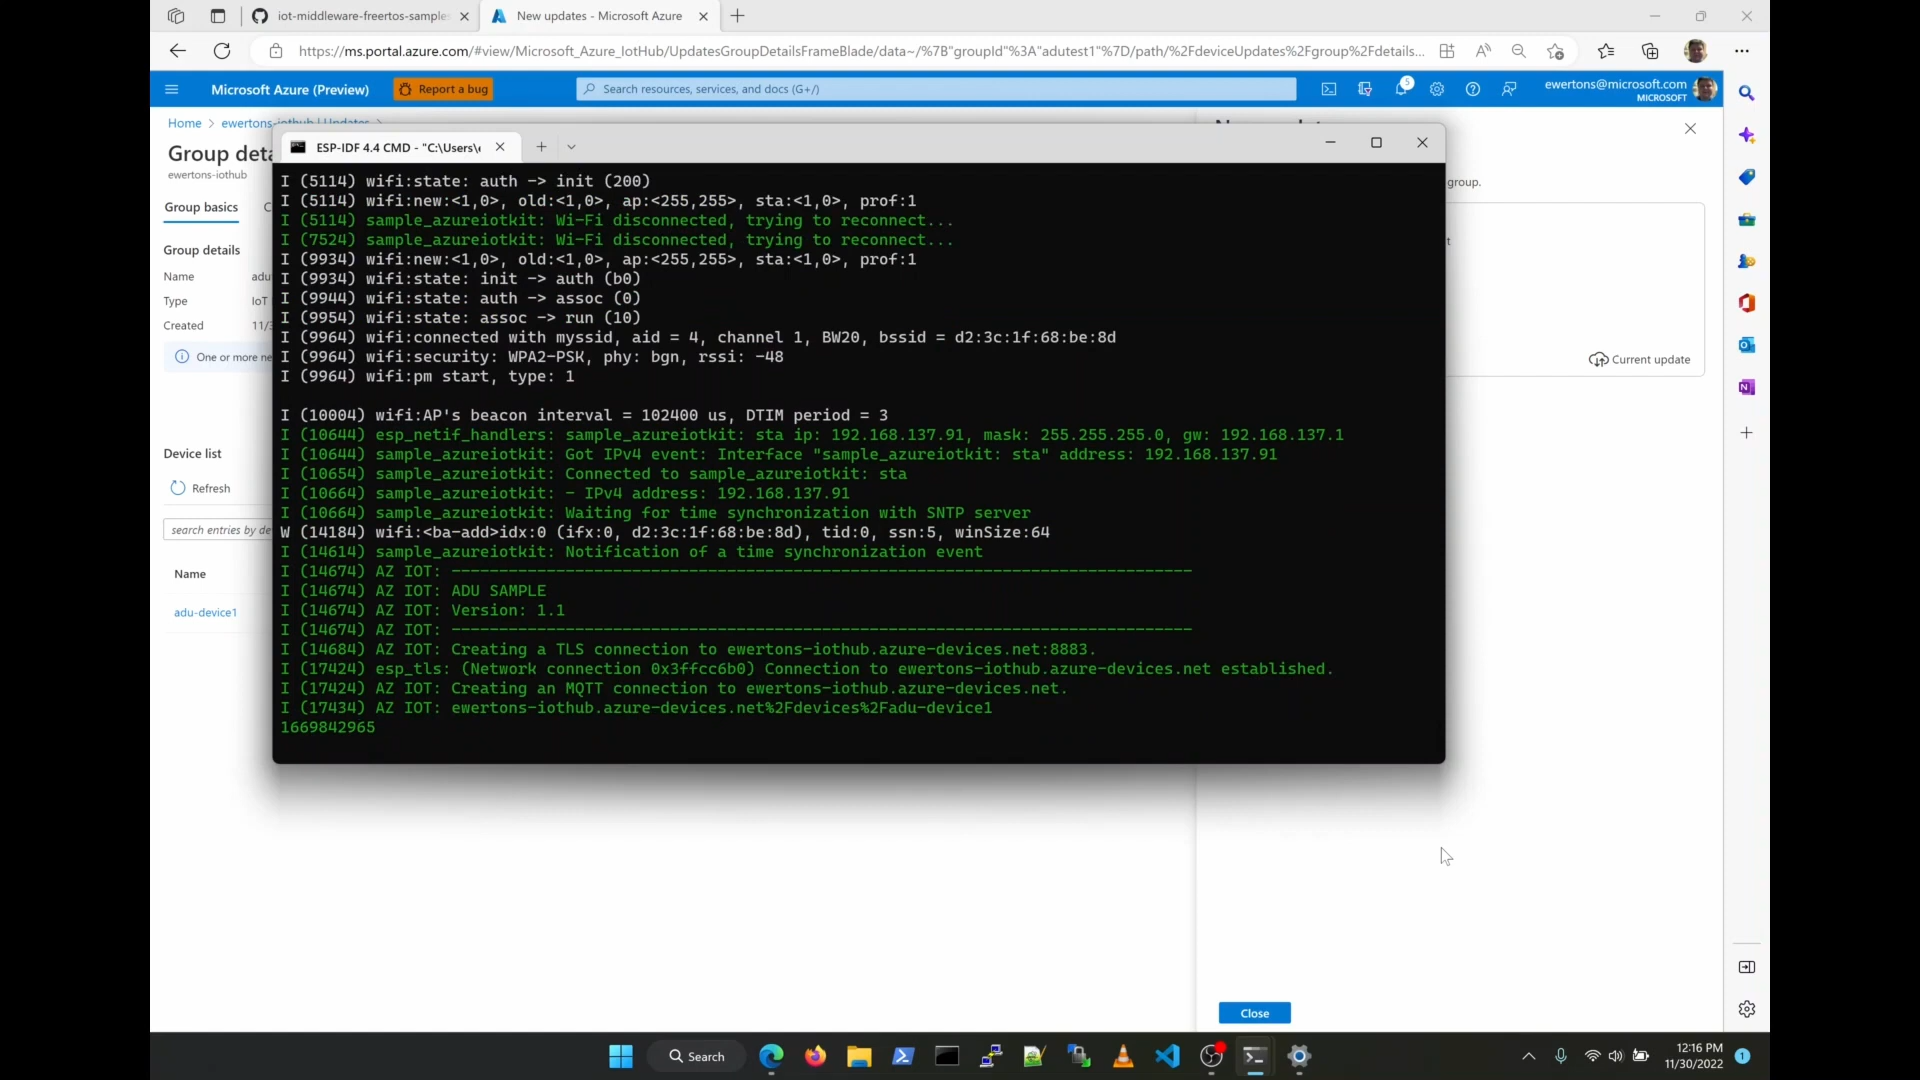 iot-middleware-freertos-samples
New updates - Microsoft Azure
https://ms.portal.azure.com/#view/Microsoft_Azure_IotHub/UpdatesGroupDetailsFrameBlade/data~/%7B"groupId"%3A"adutest1"%7D/path/%2FdeviceUpdates%2Fgroup%2Fdetails...
Microsoft Azure (Preview)
Report a bug
Search resources, services, and docs (G+/)
5
ewertons@microsoft.com
MICROSOFT
Home > ewertons-iothub | Updates >
Group deta
ewertons-iothub
Group basics
C
Group details
Name
adu
Type
IoT
Created
11/3
One or more ne
Device list
Refresh
search entries by de
Name
adu-device1
ESP-IDF 4.4 CMD - "C:\Users\e
I (5114) wifi:state: auth -> init (200)
I (5114) wifi:new:<1,0>, old:<1,0>, ap:<255,255>, sta:<1,0>, prof:1
I (5114) sample_azureiotkit: Wi-Fi disconnected, trying to reconnect...
I (7524) sample_azureiotkit: Wi-Fi disconnected, trying to reconnect...
I (9934) wifi:new:<1,0>, old:<1,0>, ap:<255,255>, sta:<1,0>, prof:1
I (9934) wifi:state: init -> auth (b0)
I (9944) wifi:state: auth -> assoc (0)
I (9954) wifi:state: assoc -> run (10)
I (9964) wifi:connected with myssid, aid = 4, channel 1, BW20, bssid = d2:3c:1f:68:be:8d
I (9964) wifi:security: WPA2-PSK, phy: bgn, rssi: -48
I (9964) wifi:pm start, type: 1
I (10004) wifi:AP's beacon interval = 102400 us, DTIM period = 3
I (10644) esp_netif_handlers: sample_azureiotkit: sta ip: 192.168.137.91, mask: 255.255.255.0, gw: 192.168.137.1
I (10644) sample_azureiotkit: Got IPv4 event: Interface "sample_azureiotkit: sta" address: 192.168.137.91
I (10654) sample_azureiotkit: Connected to sample_azureiotkit: sta
I (10664) sample_azureiotkit: - IPv4 address: 192.168.137.91
I (10664) sample_azureiotkit: Waiting for time synchronization with SNTP server
W (14184) wifi:<ba-add>idx:0 (ifx:0, d2:3c:1f:68:be:8d), tid:0, ssn:5, winSize:64
I (14614) sample_azureiotkit: Notification of a time synchronization event
I (14674) AZ IOT: ------------------------------------------------------------------------------
I (14674) AZ IOT: ADU SAMPLE
I (14674) AZ IOT: Version: 1.1
I (14674) AZ IOT: ------------------------------------------------------------------------------
I (14684) AZ IOT: Creating a TLS connection to ewertons-iothub.azure-devices.net:8883.
I (17424) esp_tls: (Network connection 0x3ffcc6b0) Connection to ewertons-iothub.azure-devices.net established.
I (17424) AZ IOT: Creating an MQTT connection to ewertons-iothub.azure-devices.net.
I (17434) AZ IOT: ewertons-iothub.azure-devices.net%2Fdevices%2Fadu-device1
1669842965
group.
t
Current update
Close
Search
12:16 PM
11/30/2022
1